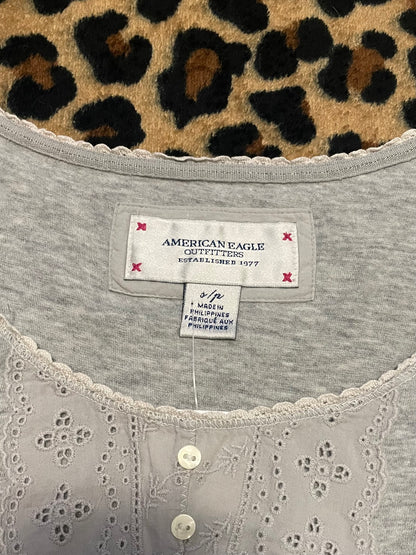 AMERICAN EAGLE
OUTFITTERS
ESTABLISHED 1977
s/p
MADE IN
PHILIPPINES
FABRIQUÉ AUX
PHILIPPINES